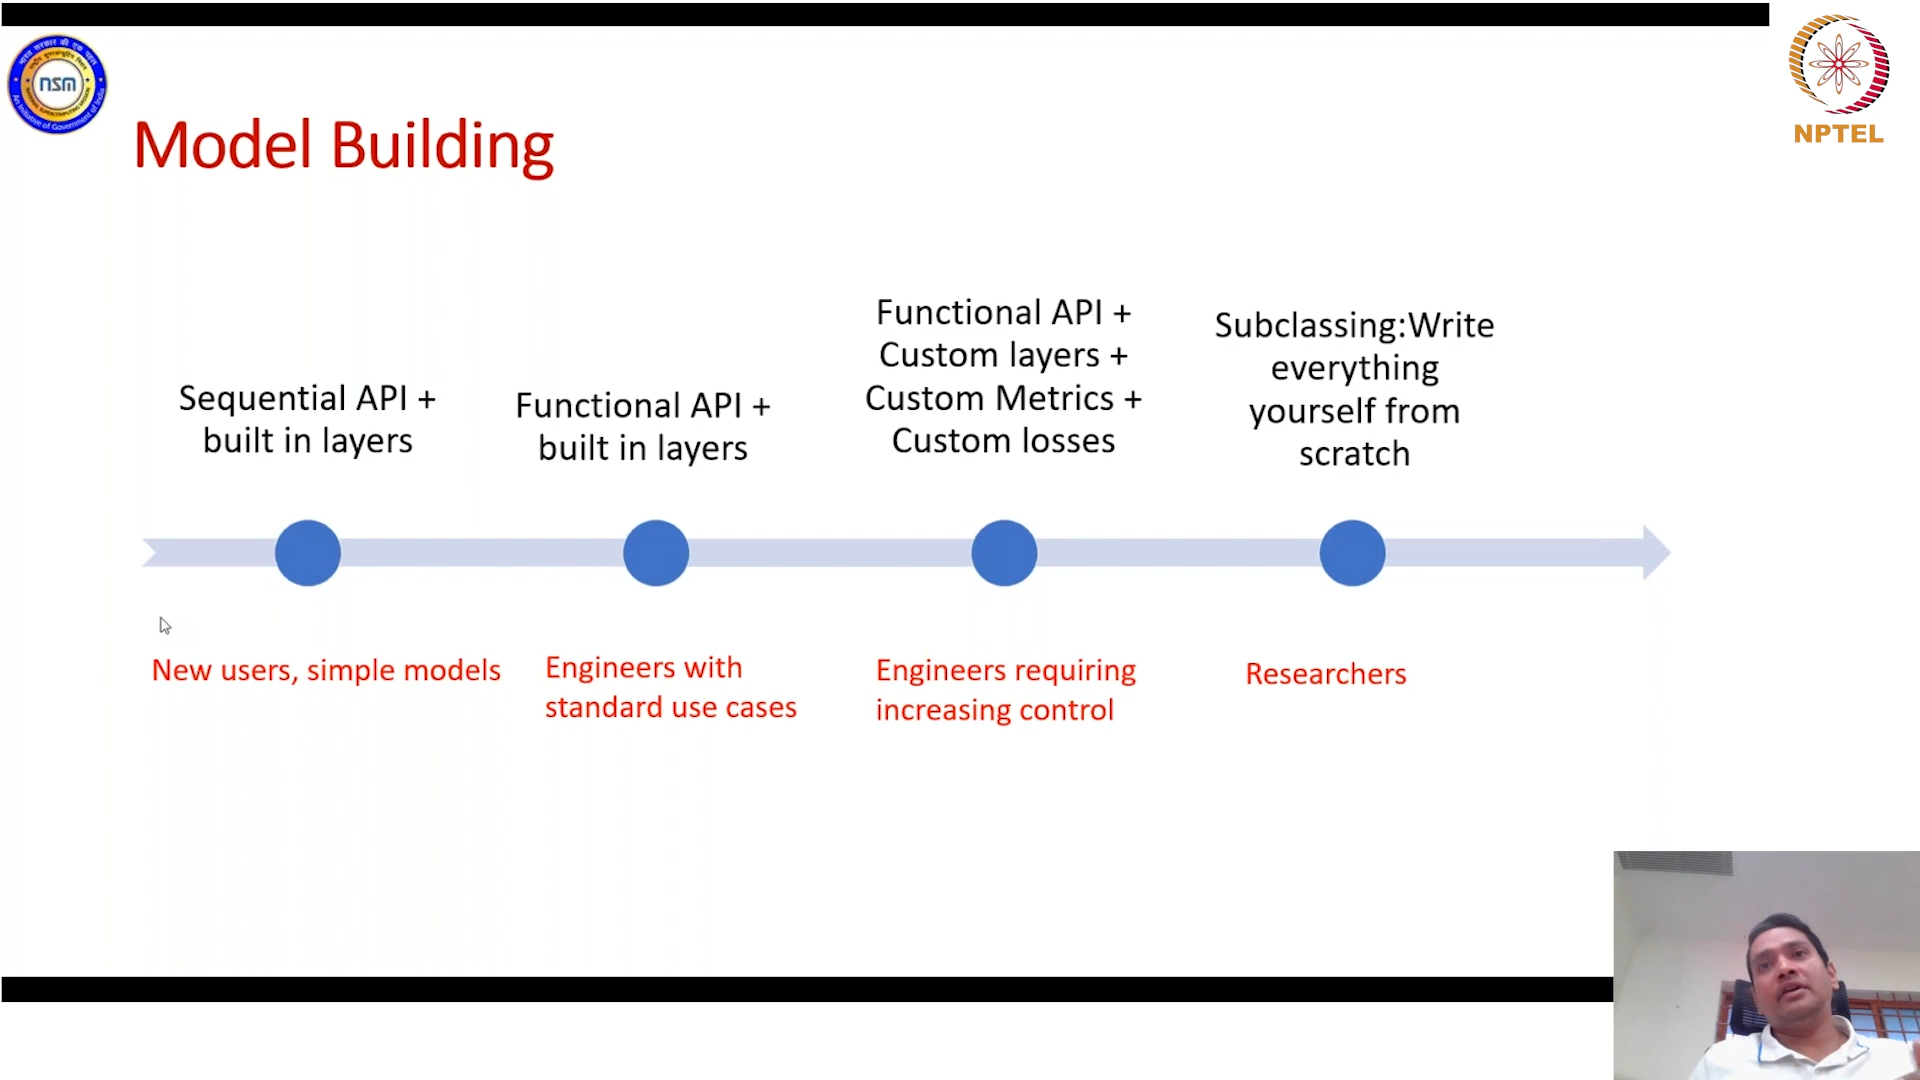 nsm
NPTEL
Model Building
Sequential API +
built in layers
Functional API +
built in layers
Functional API +
Custom layers +
Custom Metrics +
Custom losses
Subclassing:Write
everything
yourself from
scratch
New users, simple models
Engineers with
standard use cases
Engineers requiring
increasing control
Researchers